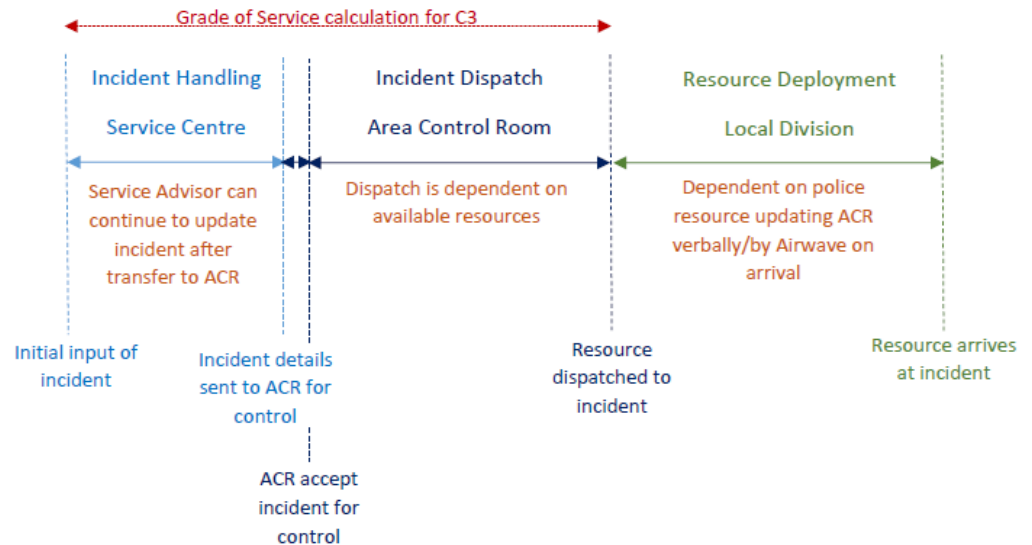 Grade of Service calculation for C3
Incident Handling
Service Centre
Incident Dispatch
Area Control Room
Resource Deployment
Local Division
Service Advisor can
continue to update
incident after
transfer to ACR
Dispatch is dependent on
available resources
Dependent on police
resource updating ACR
verbally/by Airwave on
arrival
Initial input of
incident
Incident details
sent to ACR for
control
ACR accept
incident for
control
Resource
dispatched to
incident
Resource arrives
at incident